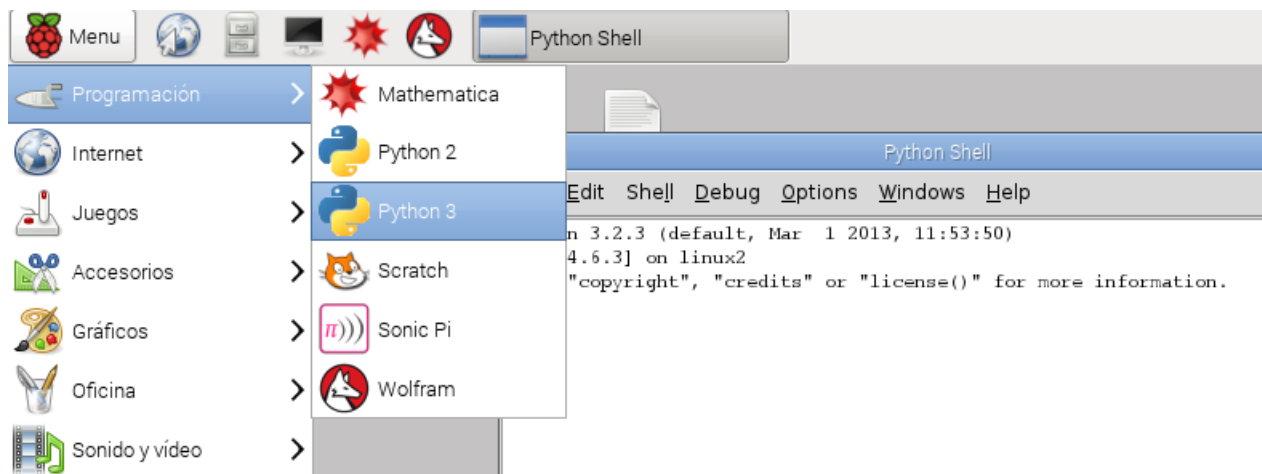 Menu
Python Shell
Programación
Internet
Juegos
Accesorios
Gráficos
Oficina
Sonido y vídeo
Mathematica
Python 2
Python 3
Scratch
Sonic Pi
π)))
Wolfram
Python Shell
Edit Shell Debug Options Windows Help
n 3.2.3 (default, Mar 1 2013, 11:53:50)
4.6.3] on linux2
"copyright", "credits" or "license()" for more information.